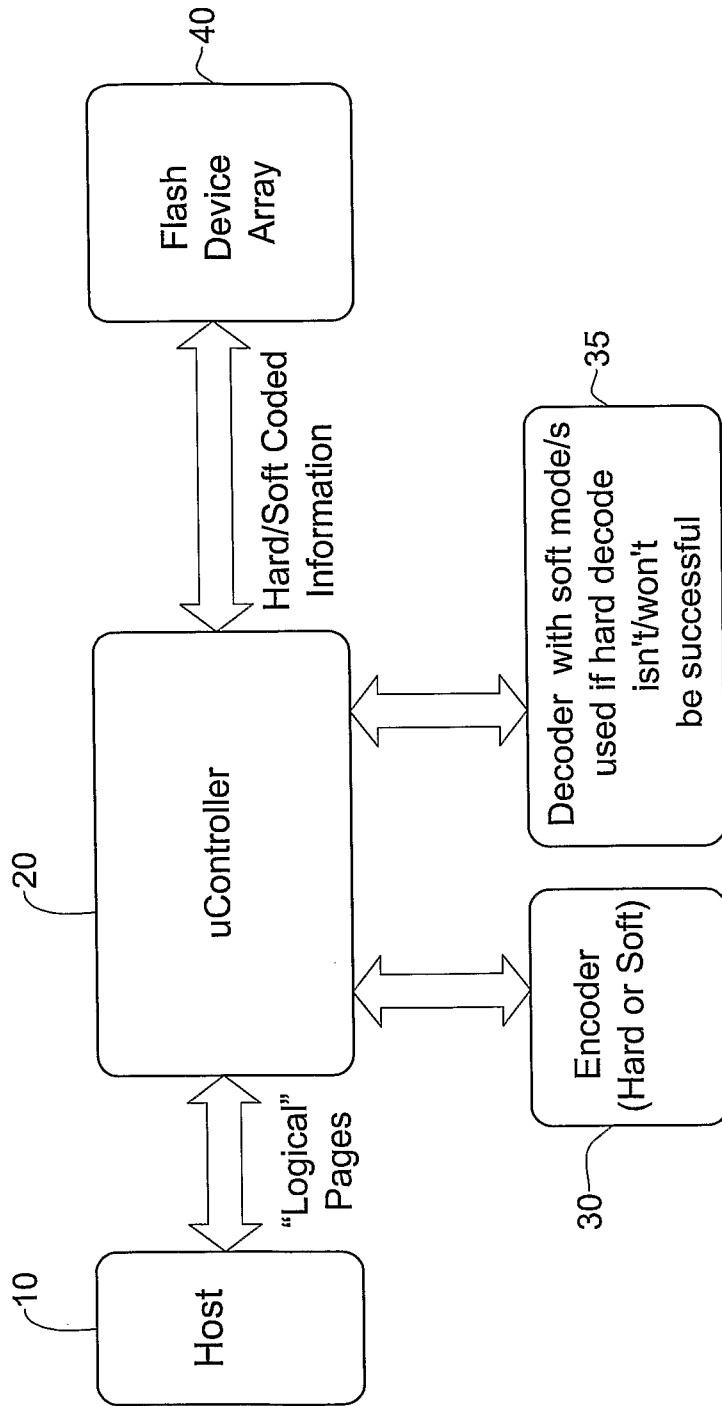 10
Host
"Logical"
Pages
20
uController
Hard/Soft Coded
Information
40
Flash
Device
Array
30
Encoder
(Hard or Soft)
35
Decoder with soft mode/s
used if hard decode
isn't/won't
be successful